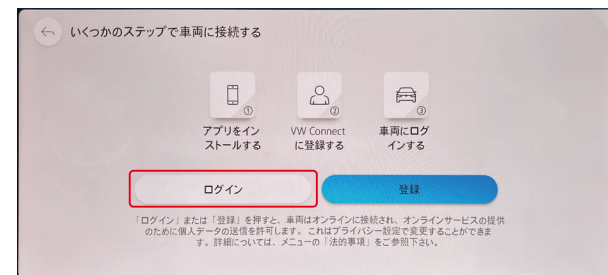 いくつかのステップで車両に接続する
①
②
③
アプリをイン
ストールする
VW Connect
に登録する
車両にログ
インする
ログイン
登録
「ログイン」または「登録」を押すと、車両はオンラインに接続され、オンラインサービスの提供
のために個人データの送信を許可します。これはプライバシー設定で変更することができま
す。詳細については、メニューの「法的事項」をご参照下さい。